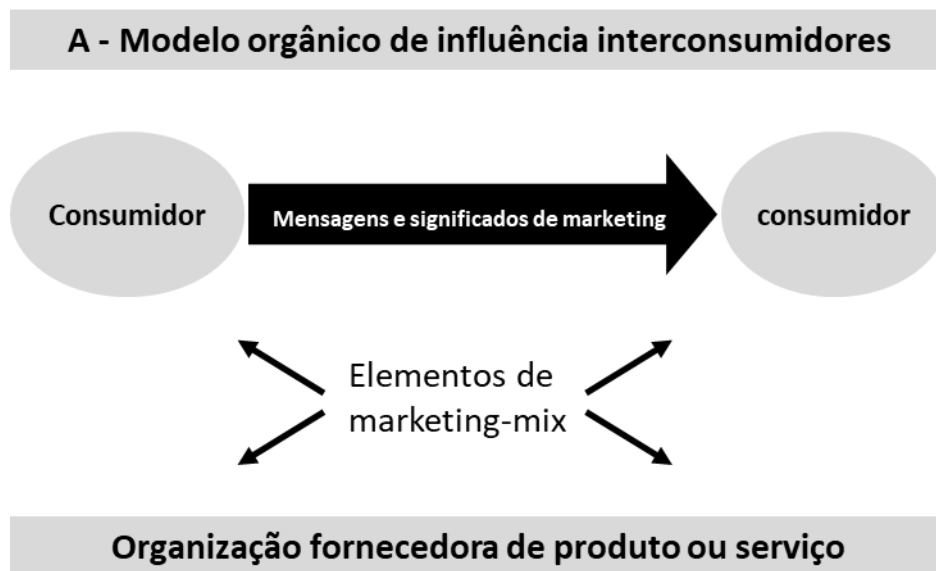 A - Modelo orgânico de influência interconsumidores
Consumidor
Mensagens e significados de marketing
consumidor
Elementos de
marketing-mix
Organização fornecedora de produto ou serviço